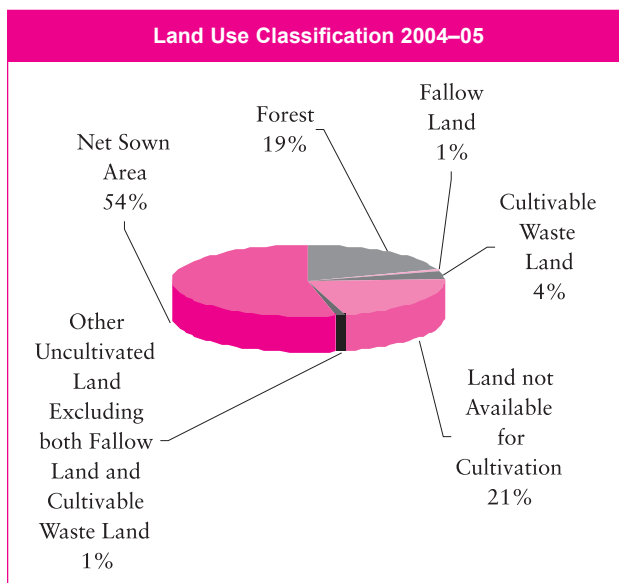 Land Use Classification 2004–05
Forest
19%
Fallow
Land
1%
Net Sown
Area
54%
Cultivable
Waste
Land
4%
Other
Uncultivated
Land
Excluding
both Fallow
Land and
Cultivable
Waste Land
1%
Land not
Available
for
Cultivation
21%